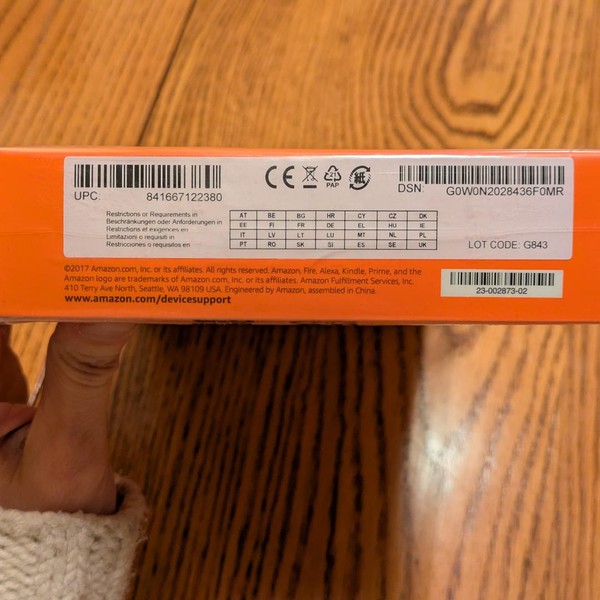 UPC: 841667122380
CE
21
PAP
紙
DSN: G0W0N2028436F0MR
Restrictions or Requirements in
Beschränkungen oder Anforderungen in
Restrictions et exigences en
Limitazioni o requisiti in
Restricciones o requisitos en
AT BE BG HR CY CZ DK
EE FI FR DE EL HU IE
IT LV LT LU MT NL PL
PT RO SK SI ES SE UK
LOT CODE: G843
©2017 Amazon.com, Inc. or its affiliates. All rights reserved. Amazon, Fire, Alexa, Kindle, Prime, and the
Amazon logo are trademarks of Amazon.com, Inc. or its affiliates. Amazon Fulfillment Services, Inc.
410 Terry Ave North, Seattle, WA 98109 USA. Engineered by Amazon, assembled in China.
www.amazon.com/devicesupport
23-002873-02